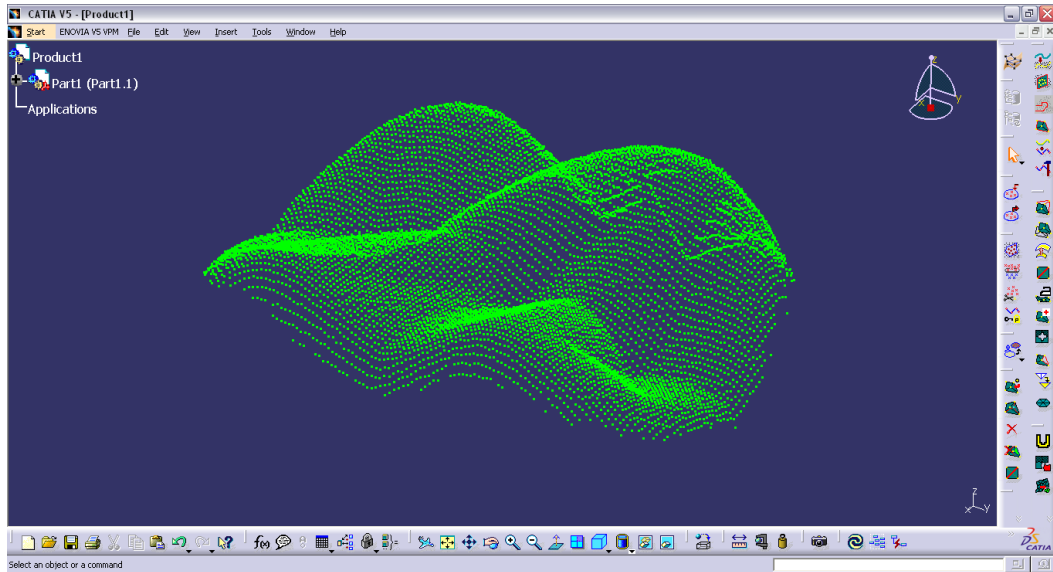 CATIA V5 - [Product1]
Start ENOVIA V5 VPM File Edit View Insert Tools Window Help
Product1
Part1 (Part1.1)
Applications
z
x
y
z
x y
f(x)
CATIA
Select an object or a command